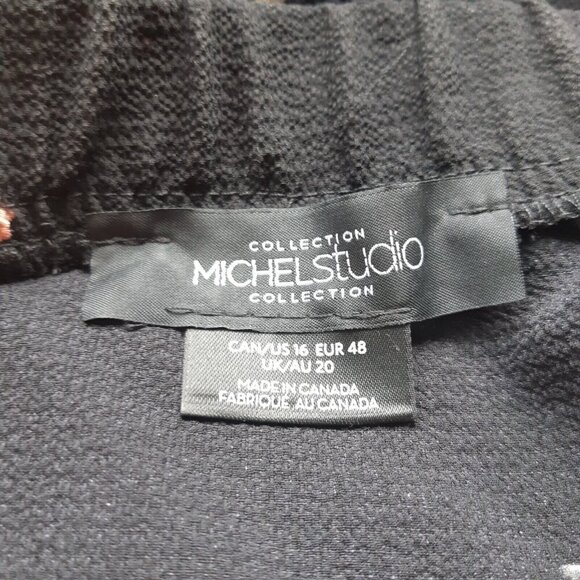 COLLECTION
MICHELstudio
COLLECTION
CAN/US 16 EUR 48
UK/AU 20
MADE IN CANADA
FABRIQUÉ AU CANADA